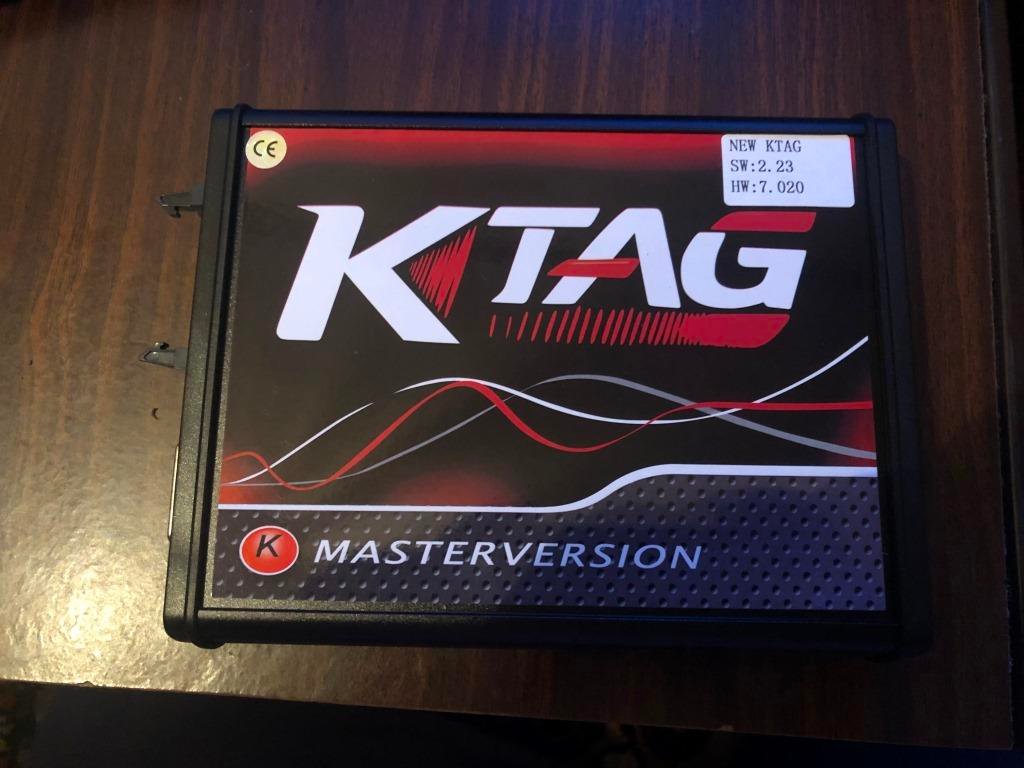 CE
NEW KTAG
SW:2.23
HW:7.020
KTAG
K MASTERVERSION